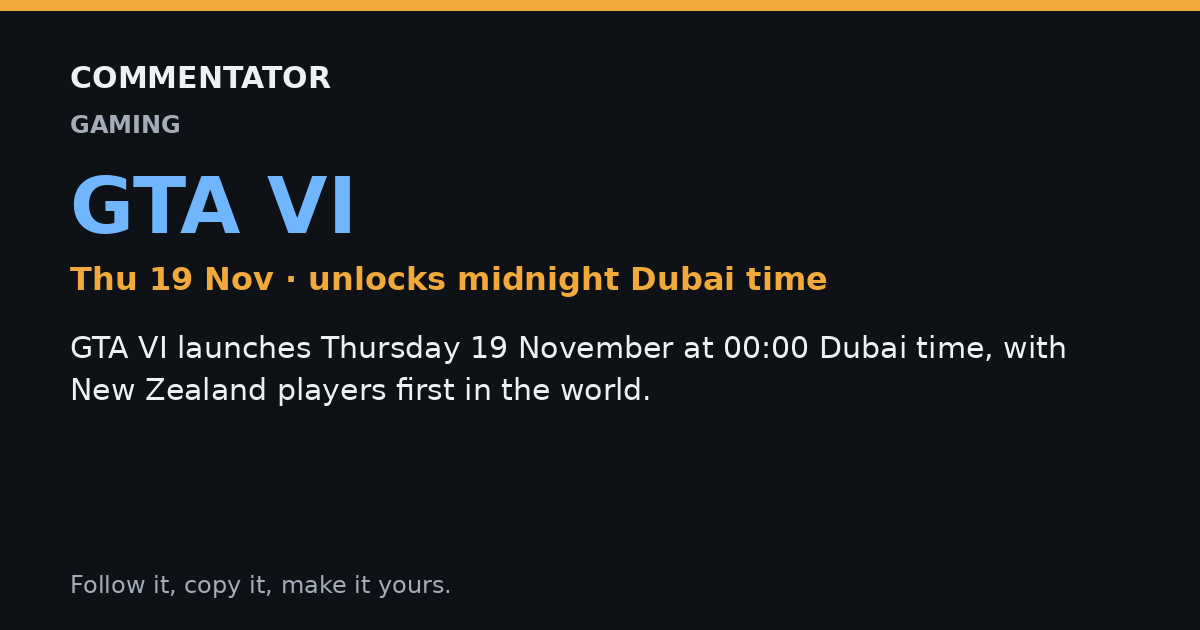 COMMENTATOR
GAMING
GTA VI
Thu 19 Nov · unlocks midnight Dubai time
GTA VI launches Thursday 19 November at 00:00 Dubai time, with
New Zealand players first in the world.
Follow it, copy it, make it yours.